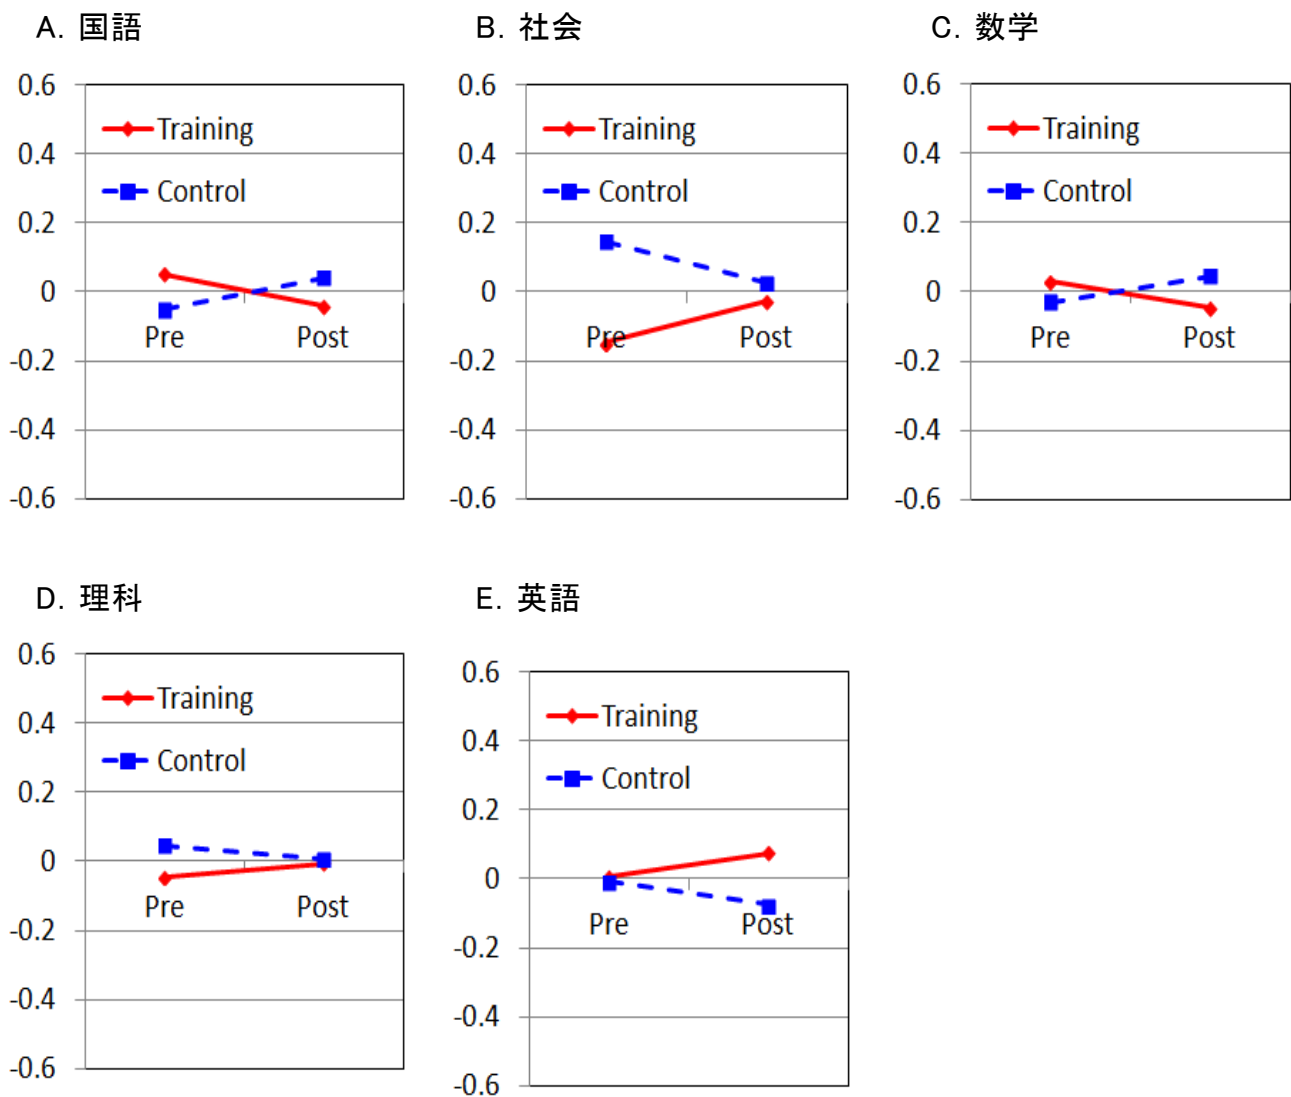 A. 国語
0.6
0.4
0.2
0
-0.2
-0.4
-0.6
Training
Control
Pre Post
B. 社会
0.6
0.4
0.2
0
-0.2
-0.4
-0.6
Training
Control
Pre Post
C. 数学
0.6
0.4
0.2
0
-0.2
-0.4
-0.6
Training
Control
Pre Post
D. 理科
0.6
0.4
0.2
0
-0.2
-0.4
-0.6
Training
Control
Pre Post
E. 英語
0.6
0.4
0.2
0
-0.2
-0.4
-0.6
Training
Control
Pre Post